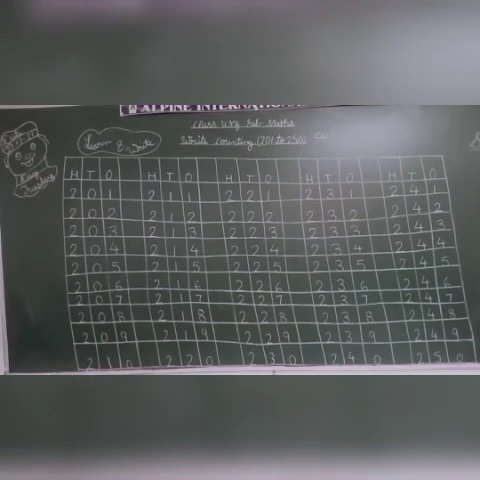 ALPINE INTERNATIONAL
Class UKG Sub- Maths
Learn & Write
Write Counting (201 to 250) CW
Day
Thursday
H T O H T O H T O H T O H T O
2 0 1 2 1 1 2 2 1 2 3 1 2 4 1
2 0 2 2 1 2 2 2 2 2 3 2 2 4 2
2 0 3 2 1 3 2 2 3 2 3 3 2 4 3
2 0 4 2 1 4 2 2 4 2 3 4 2 4 4
2 0 5 2 1 5 2 2 5 2 3 5 2 4 5
2 0 6 2 1 6 2 2 6 2 3 6 2 4 6
2 0 7 2 1 7 2 2 7 2 3 7 2 4 7
2 0 8 2 1 8 2 2 8 2 3 8 2 4 8
2 0 9 2 1 9 2 2 9 2 3 9 2 4 9
2 1 0 2 2 0 2 3 0 2 4 0 2 5 0